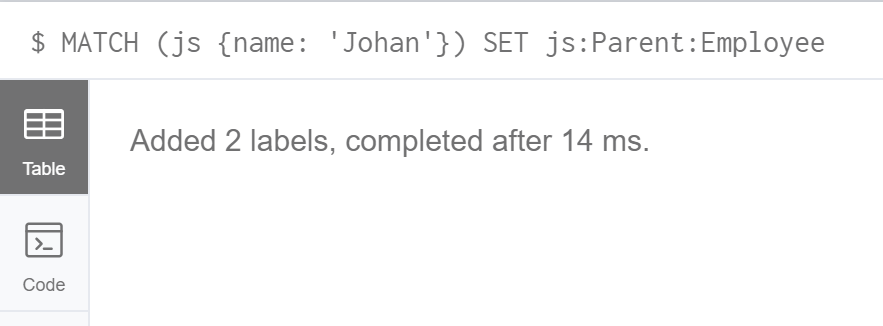 $ MATCH (js {name: 'Johan'}) SET js:Parent:Employee
Added 2 labels, completed after 14 ms.
Table
Code